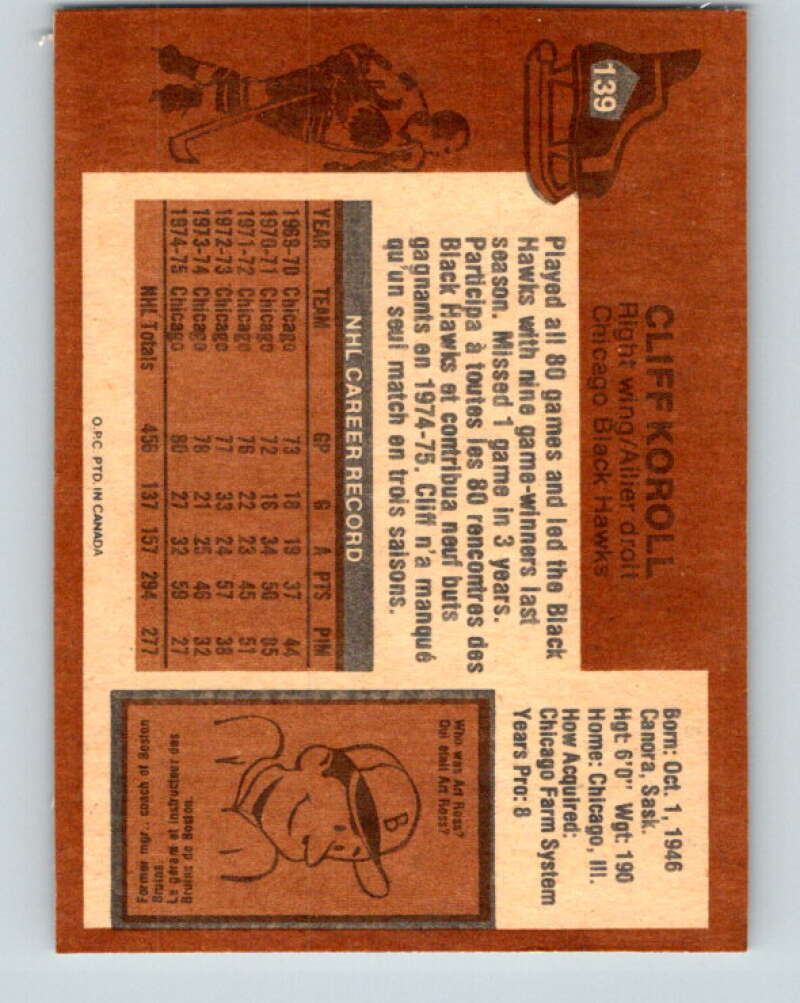 139
CLIFF KOROLL
Right wing/Ailier droit
Chicago Black Hawks
Played all 80 games and led the Black
Hawks with nine game-winners last
season. Missed 1 game in 3 years.
Participa à toutes les 80 rencontres des
Black Hawks et contribua neuf buts
gagnants en 1974-75. Cliff n'a manqué
qu'un seul match en trois saisons.
NHL CAREER RECORD
YEAR TEAM GP G A PTS PIM
1969-70 Chicago 73 18 19 37 44
1970-71 Chicago 72 16 34 50 85
1971-72 Chicago 76 22 23 45 51
1972-73 Chicago 77 33 24 57 38
1973-74 Chicago 78 21 25 46 32
1974-75 Chicago 80 27 32 59 27
NHL Totals 456 137 157 294 277
O.P.C. PTD. IN CANADA
Born: Oct. 1, 1946
Canora, Sask.
Hgt: 6'0" Wgt: 190
Home: Chicago, Ill.
How Acquired:
Chicago Farm System
Years Pro: 8
Who was Art Ross?
Qui était Art Ross?
B
Former mgr., coach of Boston
Bruins.
Le gérant et instructeur des
Bruins de Boston.